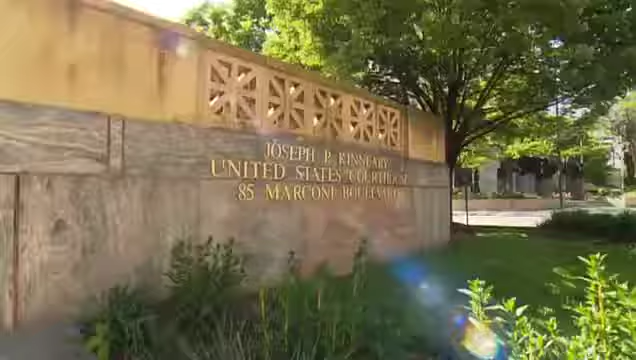 JOSEPH P. KINNEARY
UNITED STATES COURTHOUSE
85 MARCONI BOULEVARD